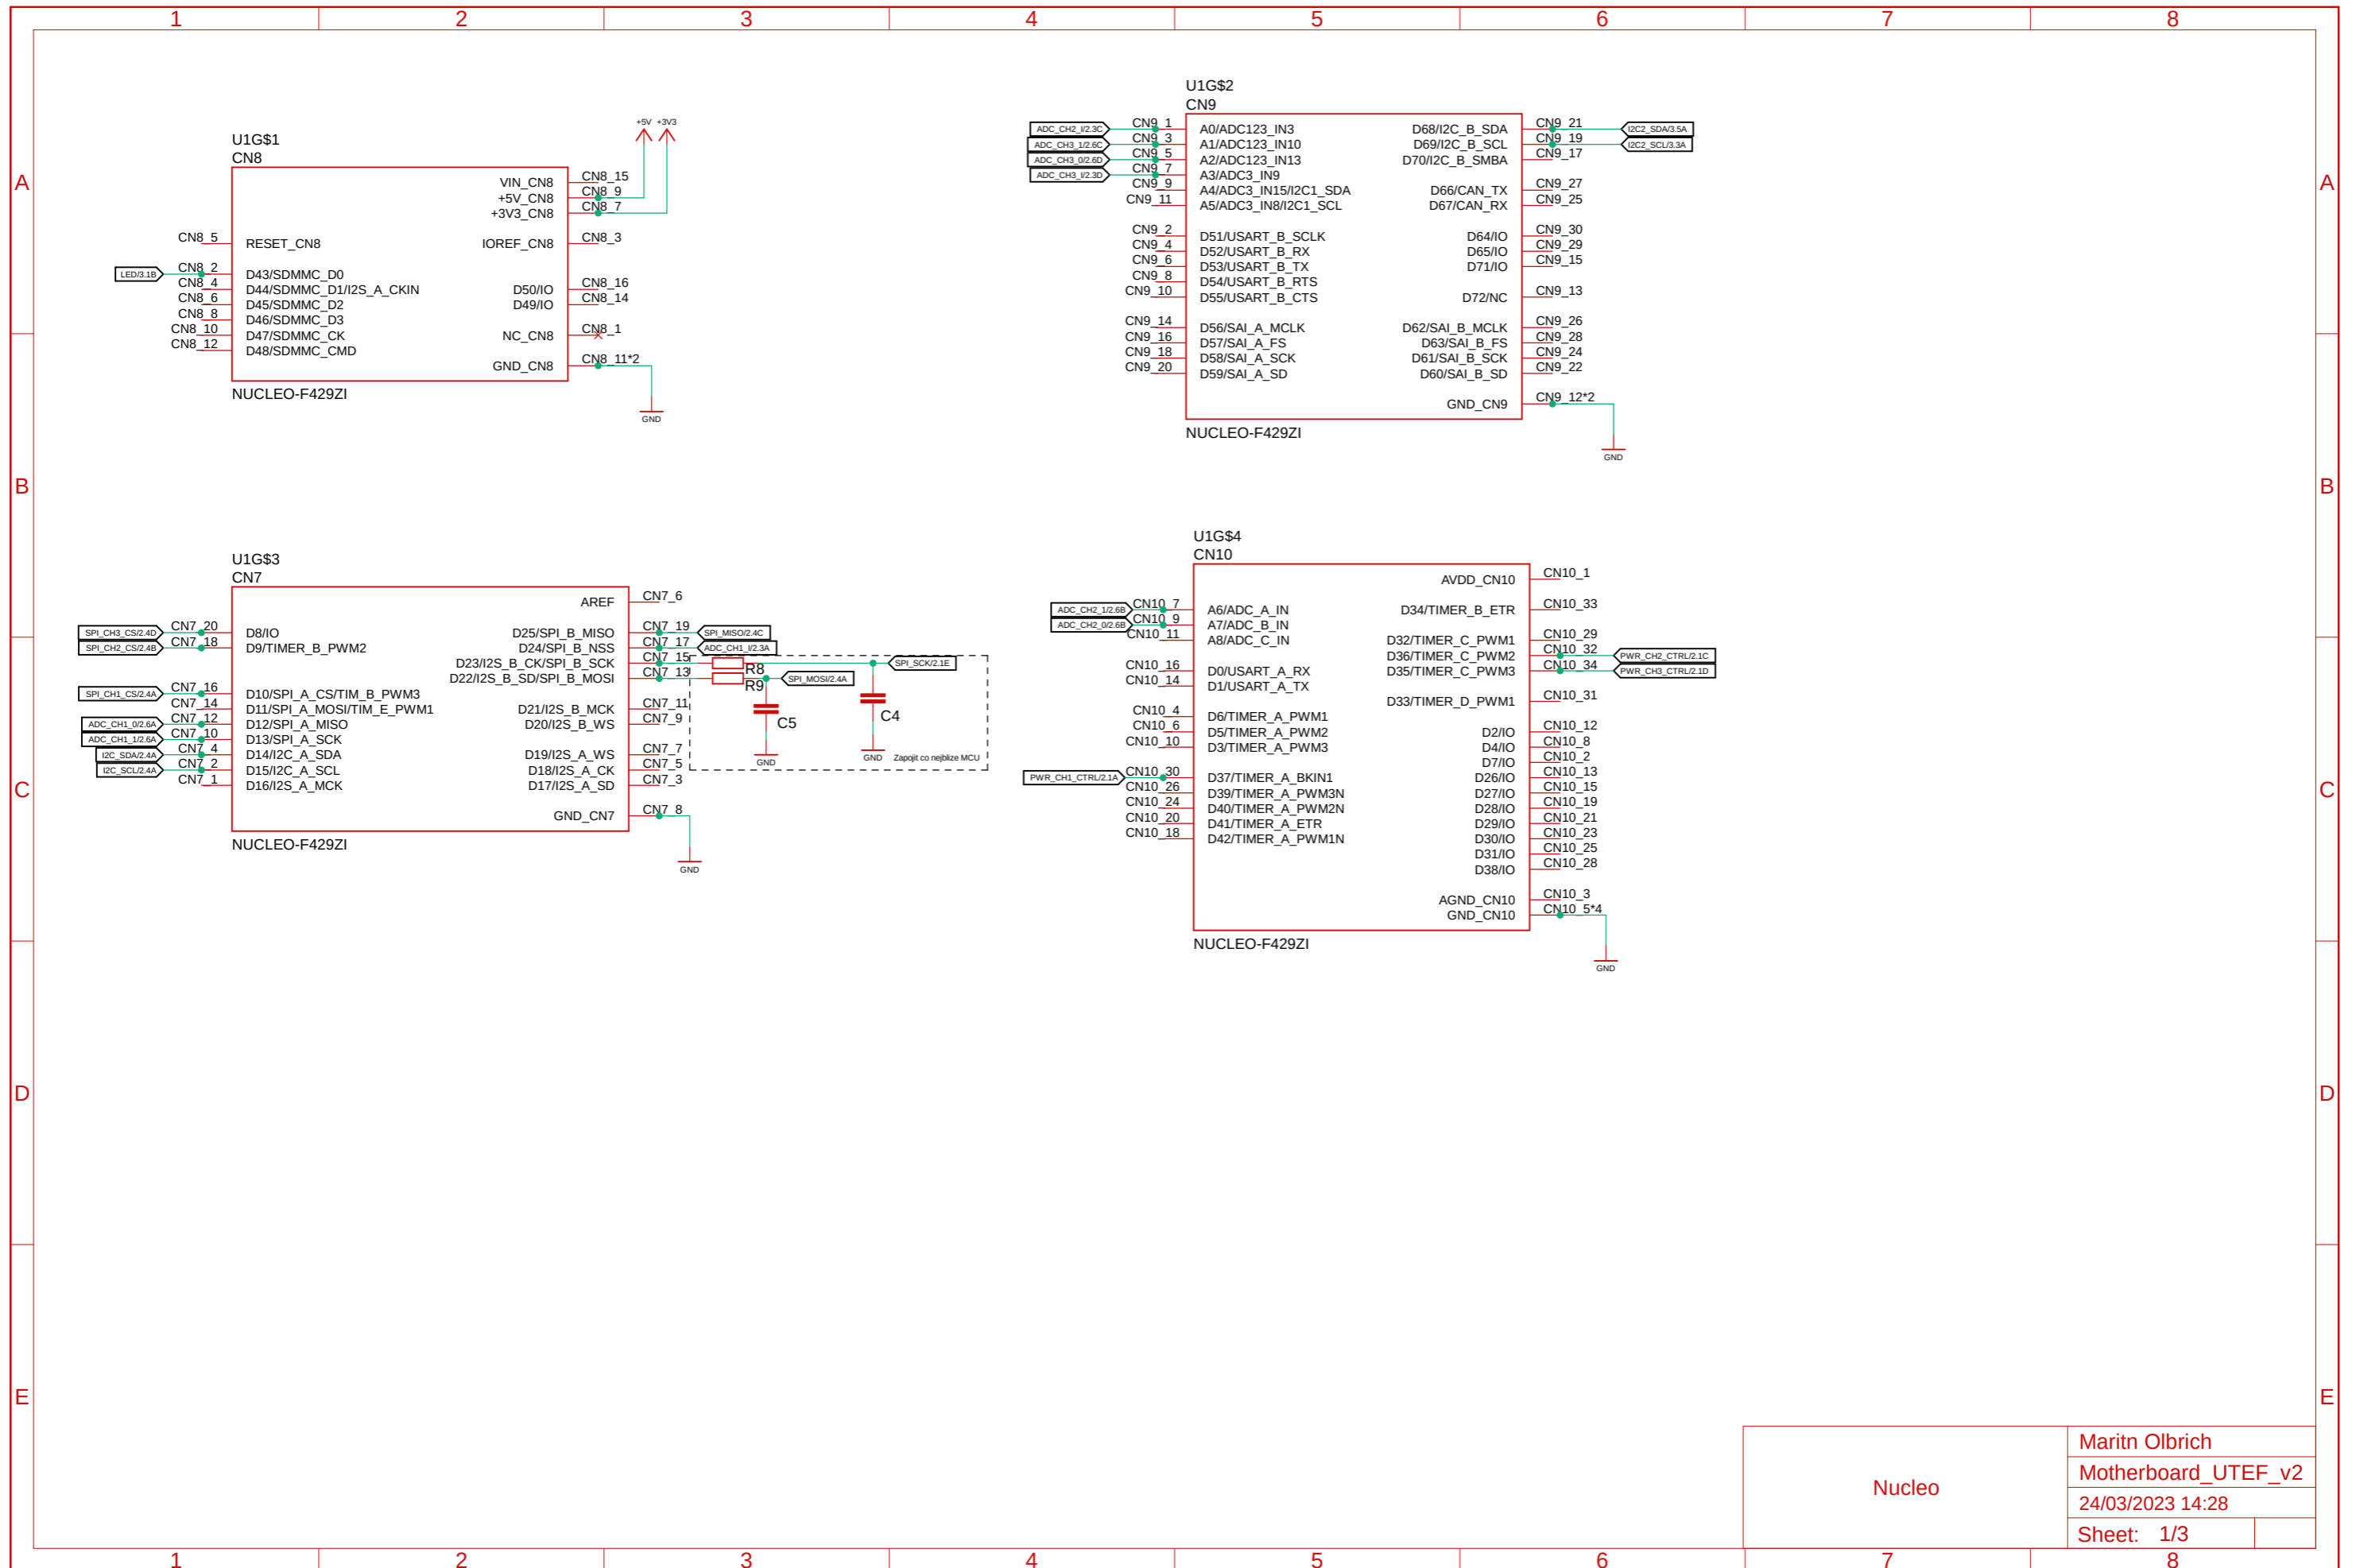 1 2 3 4 5 6 7 8
A A
B B
C C
D D
E E
U1G$1
CN8
+5V +3V3
VIN_CN8 CN8_15
+5V_CN8 CN8_9
+3V3_CN8 CN8_7
CN8_5 RESET_CN8 IOREF_CN8 CN8_3
LED/3.1B CN8_2 D43/SDMMC_D0
CN8_4 D44/SDMMC_D1/I2S_A_CKIN D50/IO CN8_16
CN8_6 D45/SDMMC_D2 D49/IO CN8_14
CN8_8 D46/SDMMC_D3
CN8_10 D47/SDMMC_CK NC_CN8 CN8_1
CN8_12 D48/SDMMC_CMD
GND_CN8 CN8_11*2
NUCLEO-F429ZI
GND
U1G$2
CN9
ADC_CH2_I/2.3C CN9_1 A0/ADC123_IN3 D68/I2C_B_SDA CN9_21 I2C2_SDA/3.5A
ADC_CH3_1/2.6C CN9_3 A1/ADC123_IN10 D69/I2C_B_SCL CN9_19 I2C2_SCL/3.3A
ADC_CH3_0/2.6D CN9_5 A2/ADC123_IN13 D70/I2C_B_SMBA CN9_17
ADC_CH3_I/2.3D CN9_7 A3/ADC3_IN9
CN9_9 A4/ADC3_IN15/I2C1_SDA D66/CAN_TX CN9_27
CN9_11 A5/ADC3_IN8/I2C1_SCL D67/CAN_RX CN9_25
CN9_2 D51/USART_B_SCLK D64/IO CN9_30
CN9_4 D52/USART_B_RX D65/IO CN9_29
CN9_6 D53/USART_B_TX D71/IO CN9_15
CN9_8 D54/USART_B_RTS
CN9_10 D55/USART_B_CTS D72/NC CN9_13
CN9_14 D56/SAI_A_MCLK D62/SAI_B_MCLK CN9_26
CN9_16 D57/SAI_A_FS D63/SAI_B_FS CN9_28
CN9_18 D58/SAI_A_SCK D61/SAI_B_SCK CN9_24
CN9_20 D59/SAI_A_SD D60/SAI_B_SD CN9_22
GND_CN9 CN9_12*2
NUCLEO-F429ZI
GND
U1G$3
CN7
AREF CN7_6
SPI_CH3_CS/2.4D CN7_20 D8/IO D25/SPI_B_MISO CN7_19 SPI_MISO/2.4C
SPI_CH2_CS/2.4B CN7_18 D9/TIMER_B_PWM2 D24/SPI_B_NSS CN7_17 ADC_CH1_I/2.3A
D23/I2S_B_CK/SPI_B_SCK CN7_15 R8 SPI_SCK/2.1E
D22/I2S_B_SD/SPI_B_MOSI CN7_13 R9 SPI_MOSI/2.4A
SPI_CH1_CS/2.4A CN7_16 D10/SPI_A_CS/TIM_B_PWM3
CN7_14 D11/SPI_A_MOSI/TIM_E_PWM1 D21/I2S_B_MCK CN7_11
ADC_CH1_0/2.6A CN7_12 D12/SPI_A_MISO D20/I2S_B_WS CN7_9 C5 C4
ADC_CH1_1/2.6A CN7_10 D13/SPI_A_SCK
I2C_SDA/2.4A CN7_4 D14/I2C_A_SDA D19/I2S_A_WS CN7_7
I2C_SCL/2.4A CN7_2 D15/I2C_A_SCL D18/I2S_A_CK CN7_5
GND GND Zapojit co nejblize MCU
CN7_1 D16/I2S_A_MCK D17/I2S_A_SD CN7_3
GND_CN7 CN7_8
NUCLEO-F429ZI
GND
U1G$4
CN10
AVDD_CN10 CN10_1
ADC_CH2_1/2.6B CN10_7 A6/ADC_A_IN D34/TIMER_B_ETR CN10_33
ADC_CH2_0/2.6B CN10_9 A7/ADC_B_IN
CN10_11 A8/ADC_C_IN D32/TIMER_C_PWM1 CN10_29
D36/TIMER_C_PWM2 CN10_32 PWR_CH2_CTRL/2.1C
CN10_16 D0/USART_A_RX D35/TIMER_C_PWM3 CN10_34 PWR_CH3_CTRL/2.1D
CN10_14 D1/USART_A_TX
D33/TIMER_D_PWM1 CN10_31
CN10_4 D6/TIMER_A_PWM1
CN10_6 D5/TIMER_A_PWM2 D2/IO CN10_12
CN10_10 D3/TIMER_A_PWM3 D4/IO CN10_8
D7/IO CN10_2
PWR_CH1_CTRL/2.1A CN10_30 D37/TIMER_A_BKIN1 D26/IO CN10_13
CN10_26 D39/TIMER_A_PWM3N D27/IO CN10_15
CN10_24 D40/TIMER_A_PWM2N D28/IO CN10_19
CN10_20 D41/TIMER_A_ETR D29/IO CN10_21
CN10_18 D42/TIMER_A_PWM1N D30/IO CN10_23
D31/IO CN10_25
D38/IO CN10_28
AGND_CN10 CN10_3
GND_CN10 CN10_5*4
NUCLEO-F429ZI
GND
Nucleo
Maritn Olbrich
Motherboard_UTEF_v2
24/03/2023 14:28
Sheet: 1/3
1 2 3 4 5 6 7 8